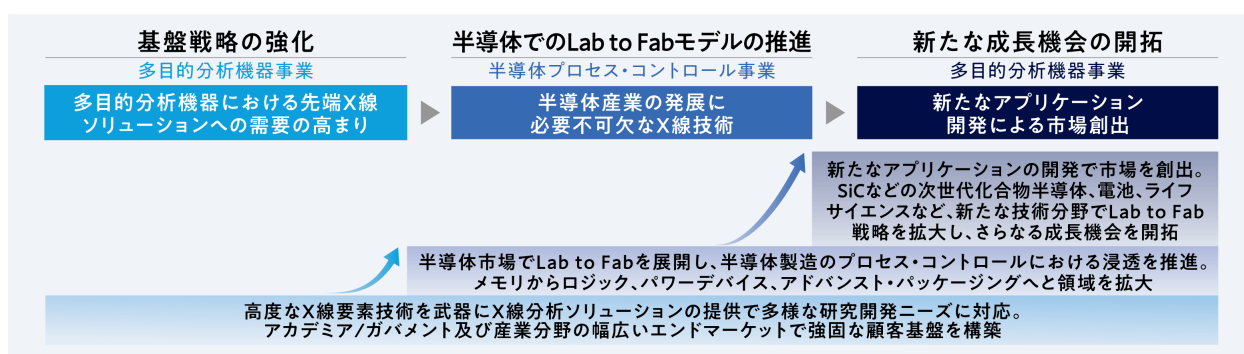 基盤戦略の強化
多目的分析機器事業
多目的分析機器における先端X線
ソリューションへの需要の高まり
半導体でのLab to Fabモデルの推進
半導体プロセス・コントロール事業
半導体産業の発展に
必要不可欠なX線技術
新たな成長機会の開拓
多目的分析機器事業
新たなアプリケーション
開発による市場創出
新たなアプリケーションの開発で市場を創出。
SiCなどの次世代化合物半導体、電池、ライフ
サイエンスなど、新たな技術分野でLab to Fab
戦略を拡大し、さらなる成長機会を開拓
半導体市場でLab to Fabを展開し、半導体製造のプロセス・コントロールにおける浸透を推進。
メモリからロジック、パワーデバイス、アドバンスト・パッケージングへと領域を拡大
高度なX線要素技術を武器にX線分析ソリューションの提供で多様な研究開発ニーズに対応。
アカデミア/ガバメント及び産業分野の幅広いエンドマーケットで強固な顧客基盤を構築